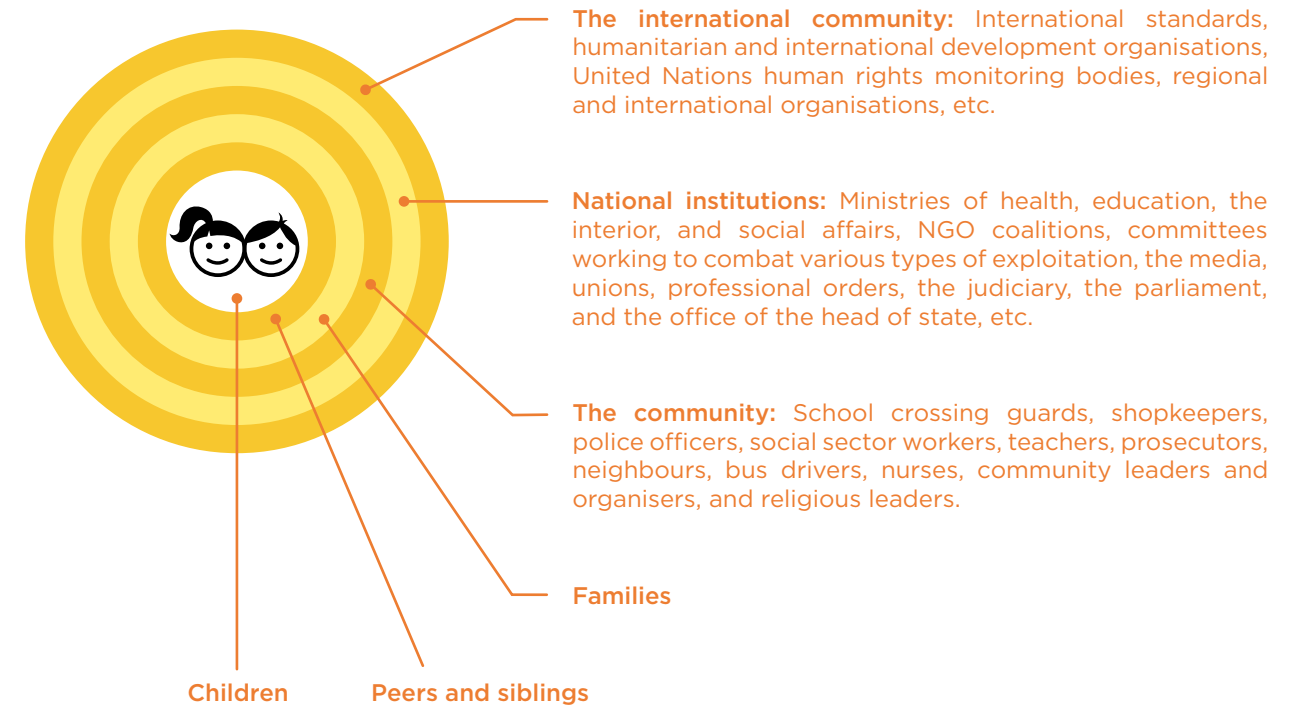 The international community: International standards,
humanitarian and international development organisations,
United Nations human rights monitoring bodies, regional
and international organisations, etc.
National institutions: Ministries of health, education, the
interior, and social affairs, NGO coalitions, committees
working to combat various types of exploitation, the media,
unions, professional orders, the judiciary, the parliament,
and the office of the head of state, etc.
The community: School crossing guards, shopkeepers,
police officers, social sector workers, teachers, prosecutors,
neighbours, bus drivers, nurses, community leaders and
organisers, and religious leaders.
Families
Children
Peers and siblings